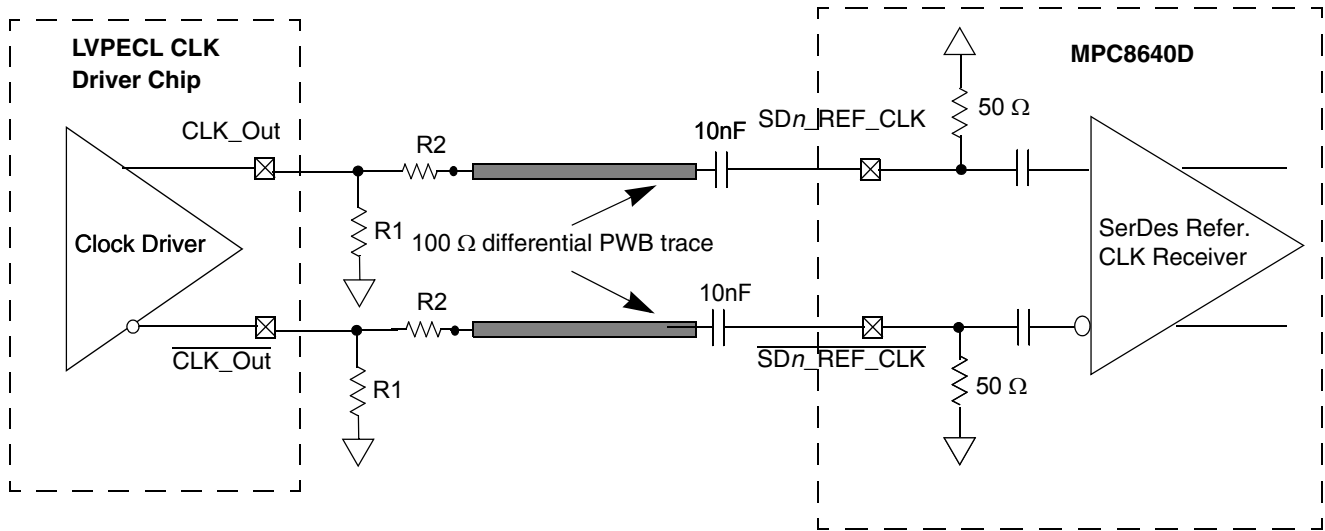 LVPECL CLK
Driver Chip
MPC8640D
CLK_Out
R2
10nF
SDn_REF_CLK
50 Ω
Clock Driver
R1
100 Ω differential PWB trace
SerDes Refer.
CLK Receiver
R2
10nF
CLK_Out
SDn_REF_CLK
R1
50 Ω